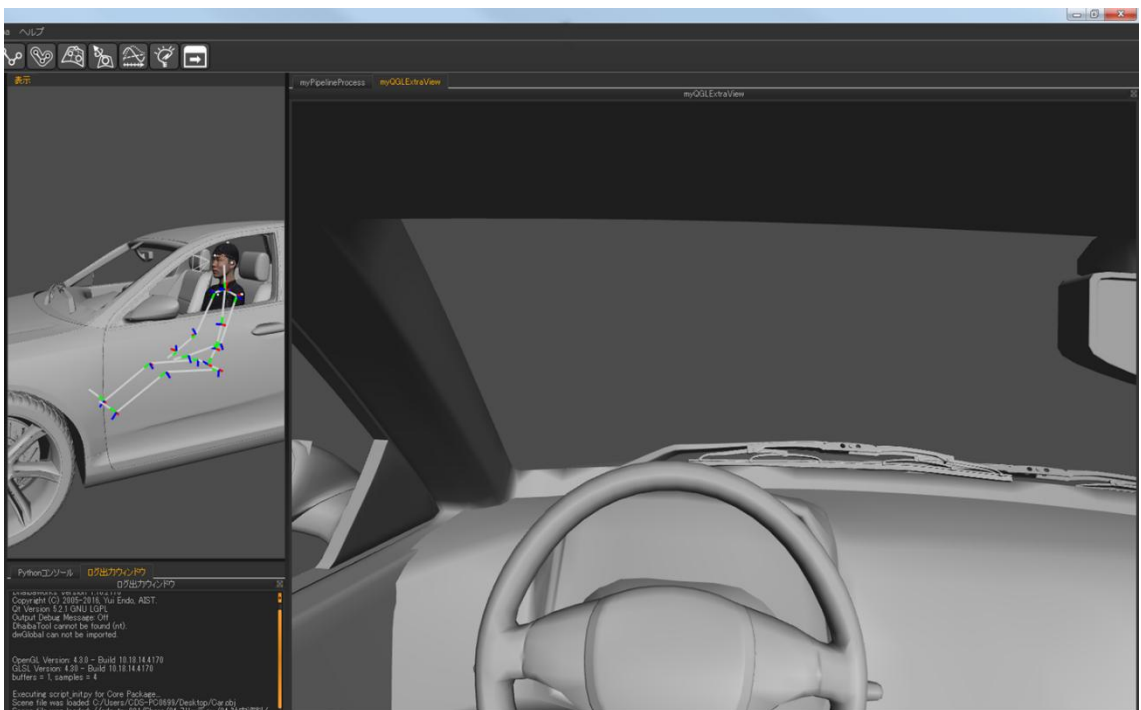 ヘルプ
表示
myPipelineProcess
myQGLExtraView
myQGLExtraView
Pythonコンソール
ログ出力ウィンドウ
ログ出力ウィンドウ
Copyright (C) 2005-2016, Yui Endo, AIST.
Qt Version 5.2.1 GNU LGPL
Output Debug Message: Off
DhaibaTool cannot be found (nt).
dwGlobal can not be imported.
OpenGL Version: 4.3.0 - Build 10.18.14.4170
GLSL Version: 4.30 - Build 10.18.14.4170
buffers = 1, samples = 4
Executing script_init.py for Core Package...
Scene file was loaded: C:/Users/CDS-PC8699/Desktop/Car.obj